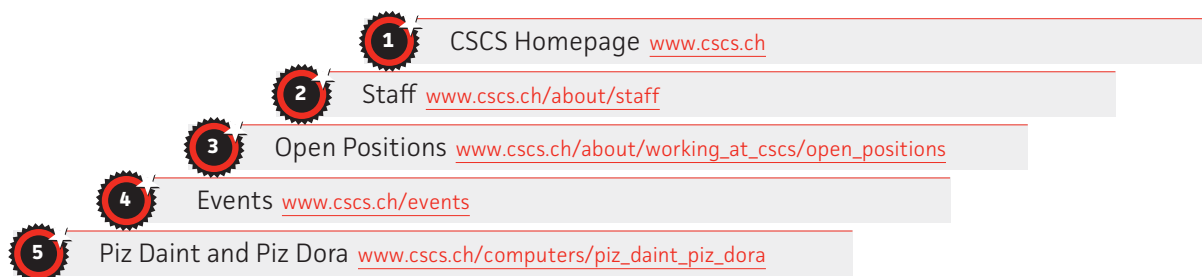 1 CSCS Homepage www.cscs.ch
2 Staff www.cscs.ch/about/staff
3 Open Positions www.cscs.ch/about/working_at_cscs/open_positions
4 Events www.cscs.ch/events
5 Piz Daint and Piz Dora www.cscs.ch/computers/piz_daint_piz_dora